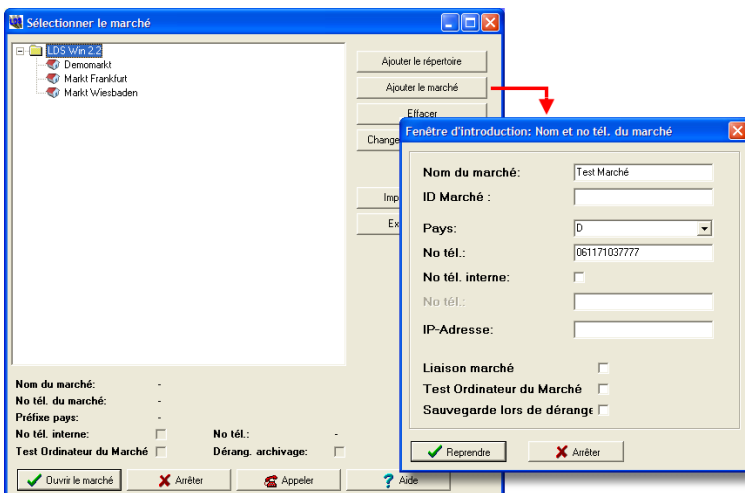 Sélectionner le marché
LDS Win 2.2
Demomarkt
Markt Frankfurt
Markt Wiesbaden
Ajouter le répertoire
Ajouter le marché
Effacer
Change
Imp
Ex
Nom du marché: -
No tél. du marché: -
Préfixe pays: -
No tél. interne: No tél.: -
Test Ordinateur du Marché Dérang. archivage:
Ouvrir le marché Arrêter Appeler Aide
Fenêtre d'introduction: Nom et no tél. du marché
Nom du marché: Test Marché
ID Marché :
Pays: D
No tél.: 061171037777
No tél. interne:
No tél.:
IP-Adresse:
Liaison marché
Test Ordinateur du Marché
Sauvegarde lors de dérange
Reprendre Arrêter